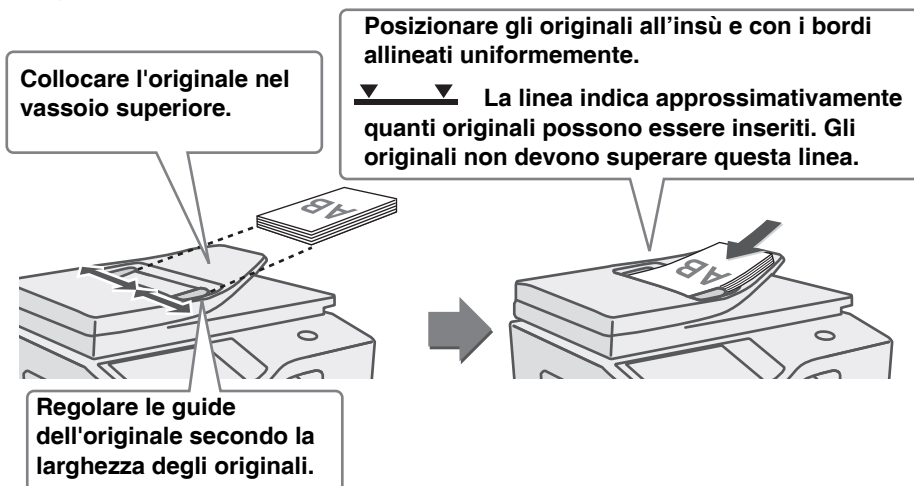 Collocare l'originale nel
vassoio superiore.
Posizionare gli originali all'insù e con i bordi
allineati uniformemente.
La linea indica approssimativamente
quanti originali possono essere inseriti. Gli
originali non devono superare questa linea.
AB
AB
Regolare le guide
dell'originale secondo la
larghezza degli originali.